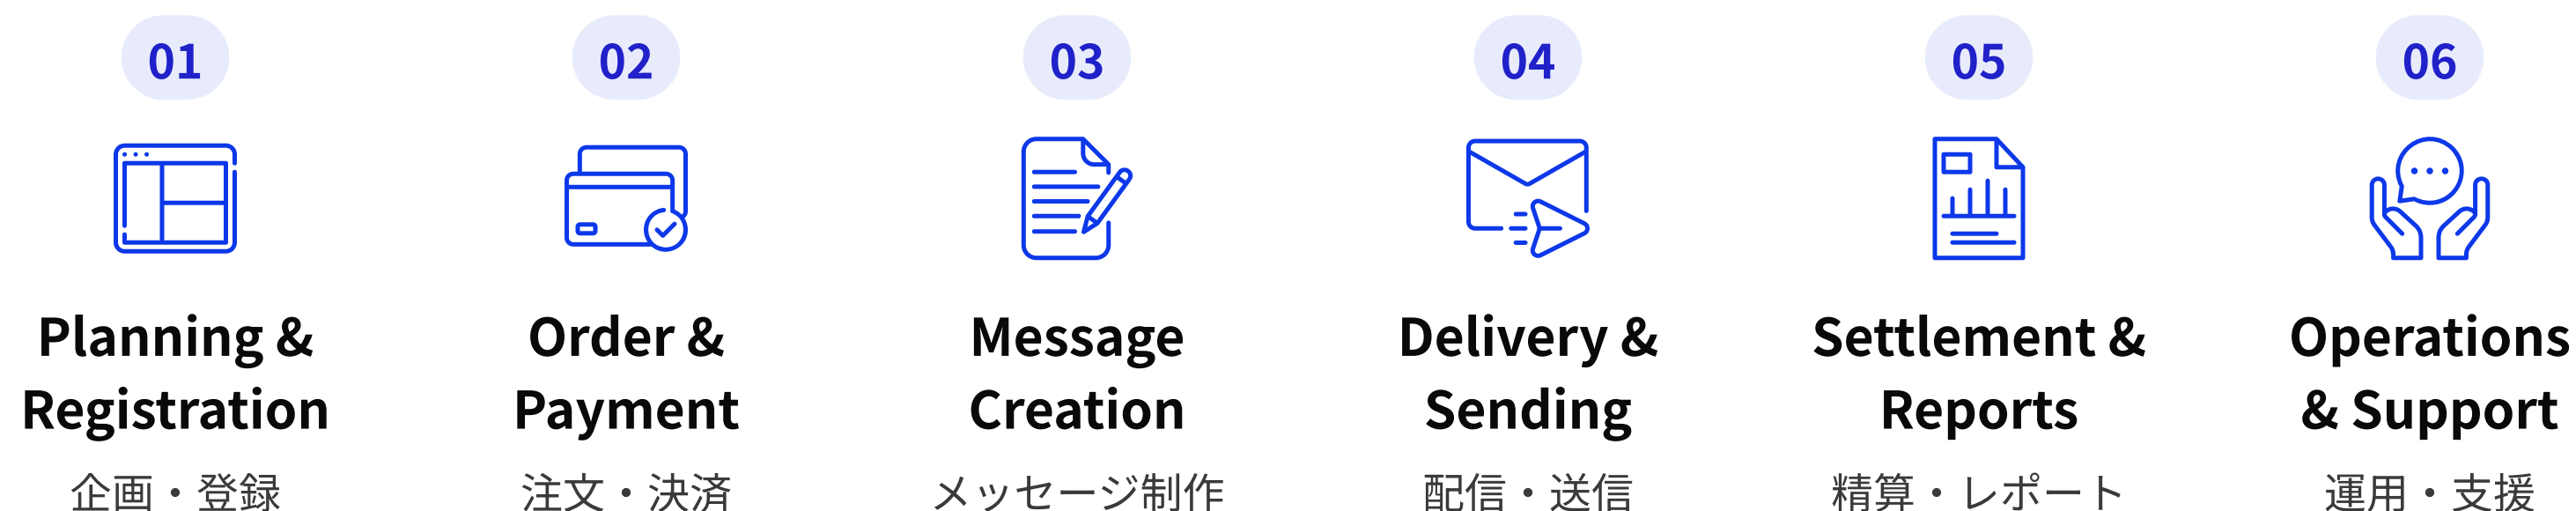 01
Planning &
Registration
企画・登録
02
Order &
Payment
注文・決済
03
Message
Creation
メッセージ制作
04
Delivery &
Sending
配信・送信
05
Settlement &
Reports
精算・レポート
06
Operations
& Support
運用・支援